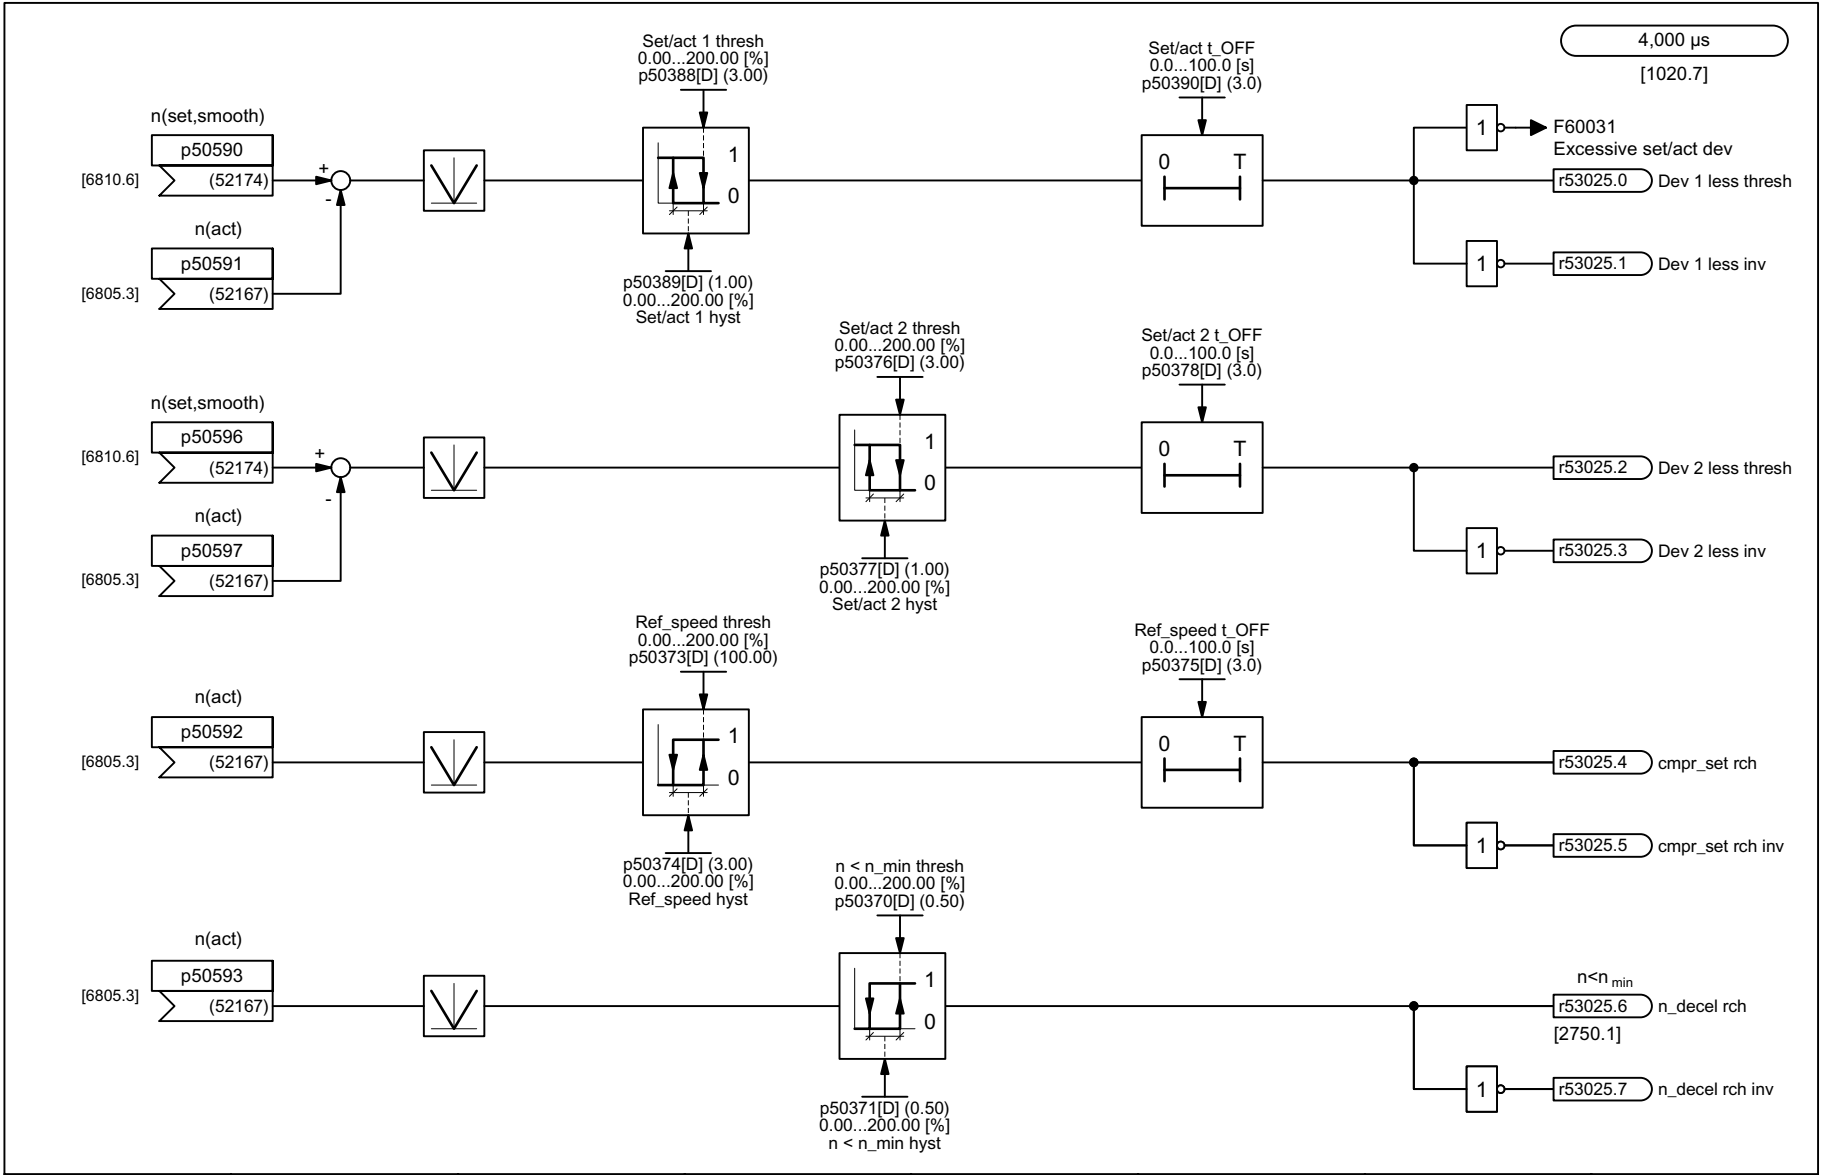 4,000 µs
[1020.7]
Set/act 1 thresh
0.00...200.00 [%]
p50388[D] (3.00)
Set/act t_OFF
0.0...100.0 [s]
p50390[D] (3.0)
n(set,smooth)
p50590
[6810.6]
(52174)
+
-
1
0
0 T
1
F60031
Excessive set/act dev
r53025.0 Dev 1 less thresh
n(act)
p50591
[6805.3]
(52167)
p50389[D] (1.00)
0.00...200.00 [%]
Set/act 1 hyst
1
r53025.1 Dev 1 less inv
Set/act 2 thresh
0.00...200.00 [%]
p50376[D] (3.00)
Set/act 2 t_OFF
0.0...100.0 [s]
p50378[D] (3.0)
n(set,smooth)
p50596
[6810.6]
(52174)
+
-
1
0
0 T
r53025.2 Dev 2 less thresh
n(act)
p50597
[6805.3]
(52167)
p50377[D] (1.00)
0.00...200.00 [%]
Set/act 2 hyst
1
r53025.3 Dev 2 less inv
Ref_speed thresh
0.00...200.00 [%]
p50373[D] (100.00)
Ref_speed t_OFF
0.0...100.0 [s]
p50375[D] (3.0)
n(act)
p50592
[6805.3]
(52167)
1
0
0 T
r53025.4 cmpr_set rch
p50374[D] (3.00)
0.00...200.00 [%]
Ref_speed hyst
1
r53025.5 cmpr_set rch inv
n < n_min thresh
0.00...200.00 [%]
p50370[D] (0.50)
n(act)
p50593
[6805.3]
(52167)
1
0
n<n min
r53025.6 n_decel rch
[2750.1]
p50371[D] (0.50)
0.00...200.00 [%]
n < n_min hyst
1
r53025.7 n_decel rch inv